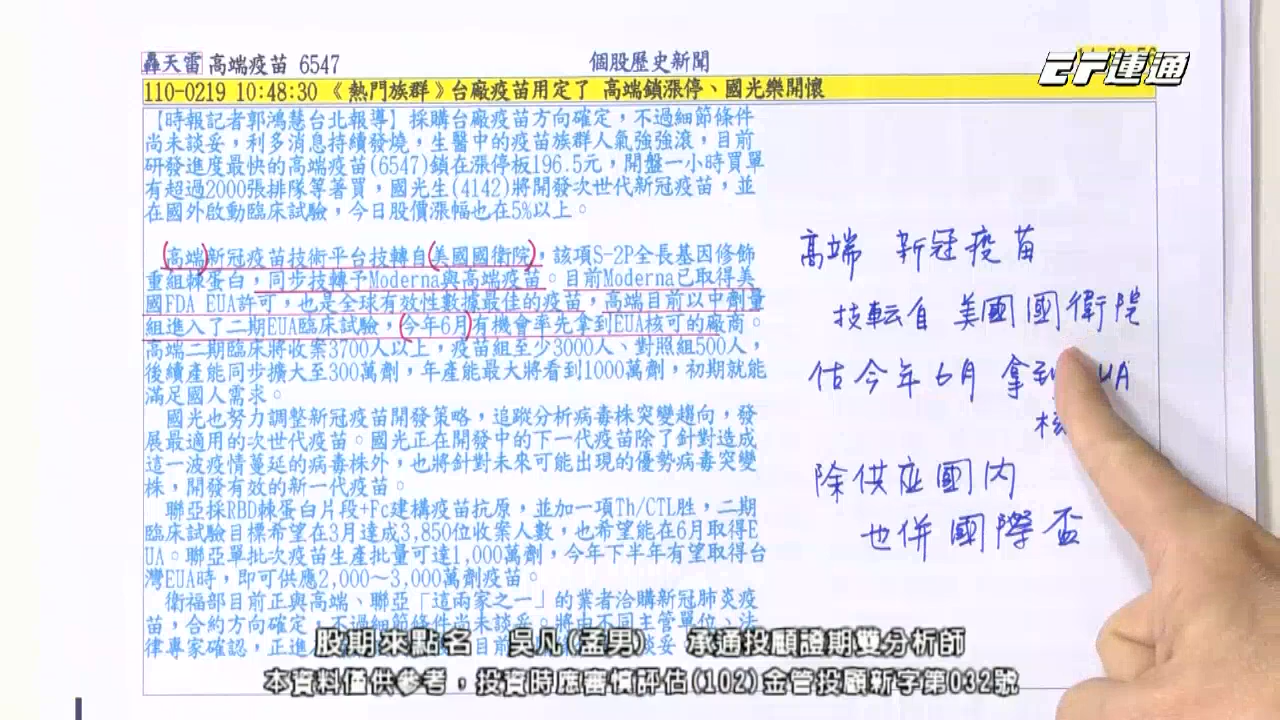 轟天雷 高端疫苗 6547 個股歷史新聞
EF運通
110-0219 10:48:30 《熱門族群》台廠疫苗用定了 高端鎖漲停、國光樂開懷
【時報記者郭鴻慧台北報導】採購台廠疫苗方向確定,不過細節條件
尚未談妥,利多消息持續發燒,生醫中的疫苗族群人氣強強滾,目前
研發進度最快的高端疫苗(6547)鎖在漲停板196.5元,開盤一小時買單
有超過2000張排隊等著買,國光生(4142)將開發次世代新冠疫苗,並
在國外啟動臨床試驗,今日股價漲幅也在5%以上。
高端新冠疫苗技術平台技轉自(美國國衛院),該項S-2P全長基因修飾
重組棘蛋白,同步技轉予Moderna與高端疫苗。目前Moderna已取得美
國FDA EUA許可,也是全球有效性數據最佳的疫苗,高端目前以中劑量
組進入了二期EUA臨床試驗,(今年6月)有機會率先拿到EUA核可的廠商。
高端二期臨床將收案3700人以上,疫苗組至少3000人、對照組500人,
後續產能同步擴大至300萬劑,年產能最大將看到1000萬劑,初期就能
滿足國人需求。
國光也努力調整新冠疫苗開發策略,追蹤分析病毒株突變趨向,發
展最適用的次世代疫苗。國光正在開發中的下一代疫苗除了針對造成
這一波疫情蔓延的病毒株外,也將針對未來可能出現的優勢病毒突變
株,開發有效的新一代疫苗。
聯亞採RBD棘蛋白片段+Fc建構疫苗抗原,並加一項Th/CTL胜,二期
臨床試驗目標希望在3月達成3,850位收案人數,也希望能在6月取得E
UA。聯亞單批次疫苗生產批量可達1,000萬劑,今年下半年有望取得台
灣EUA時,即可供應2,000~3,000萬劑疫苗。
衛福部目前正與高端、聯亞「這兩家之一」的業者洽購新冠肺炎疫
苗,合約方向確定,不過細節條件尚未談妥。將由不同主管單位、法
律專家確認,正進
高端 新冠疫苗
技転自 美國國衛院
估今年6月 拿到 UA
核
除供应國內
也併國際盃
股期來點名 吳凡(孟男) 承通投顧證期雙分析師
本資料僅供參考,投資時應審慎評估(102)金管投顧新字第032號